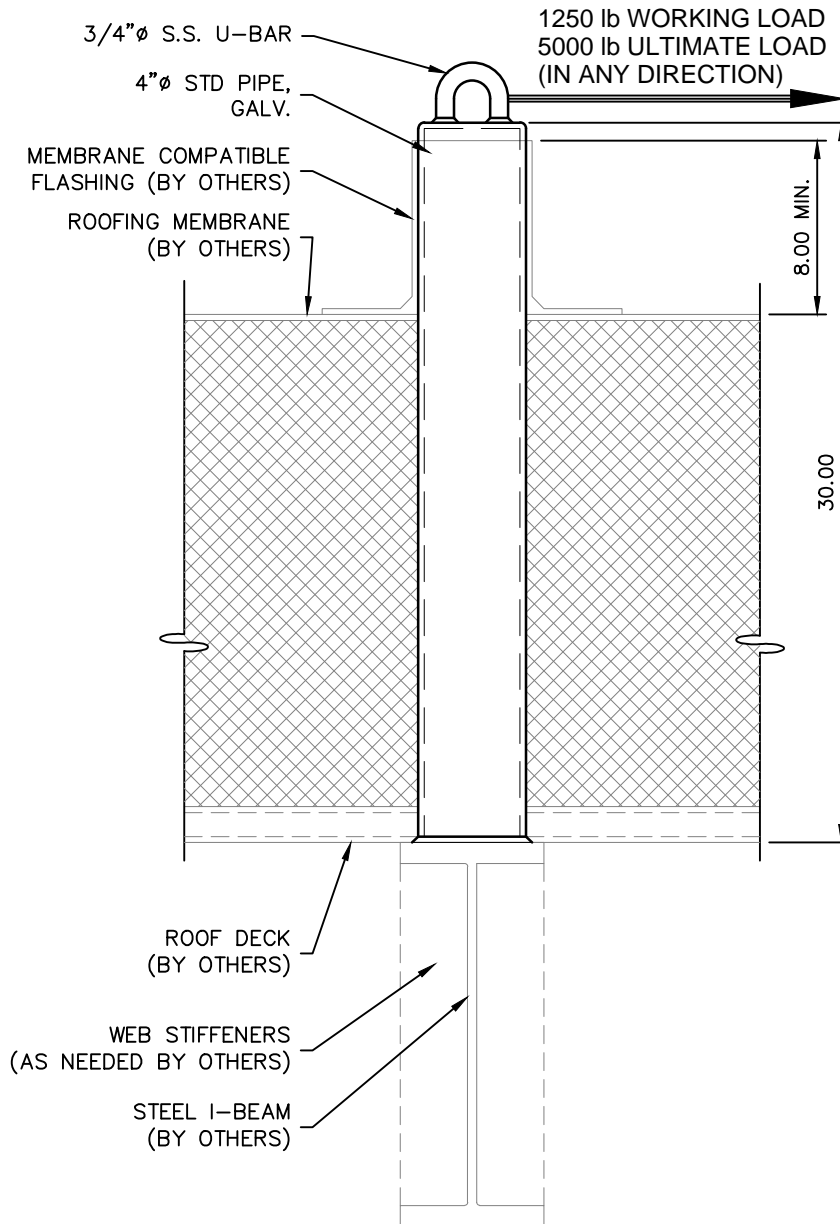 3/4"ø S.S. U-BAR
1250 lb WORKING LOAD
5000 lb ULTIMATE LOAD
(IN ANY DIRECTION)
4"ø STD PIPE,
GALV.
MEMBRANE COMPATIBLE
FLASHING (BY OTHERS)
ROOFING MEMBRANE
(BY OTHERS)
8.00 MIN.
30.00
ROOF DECK
(BY OTHERS)
WEB STIFFENERS
(AS NEEDED BY OTHERS)
STEEL I-BEAM
(BY OTHERS)